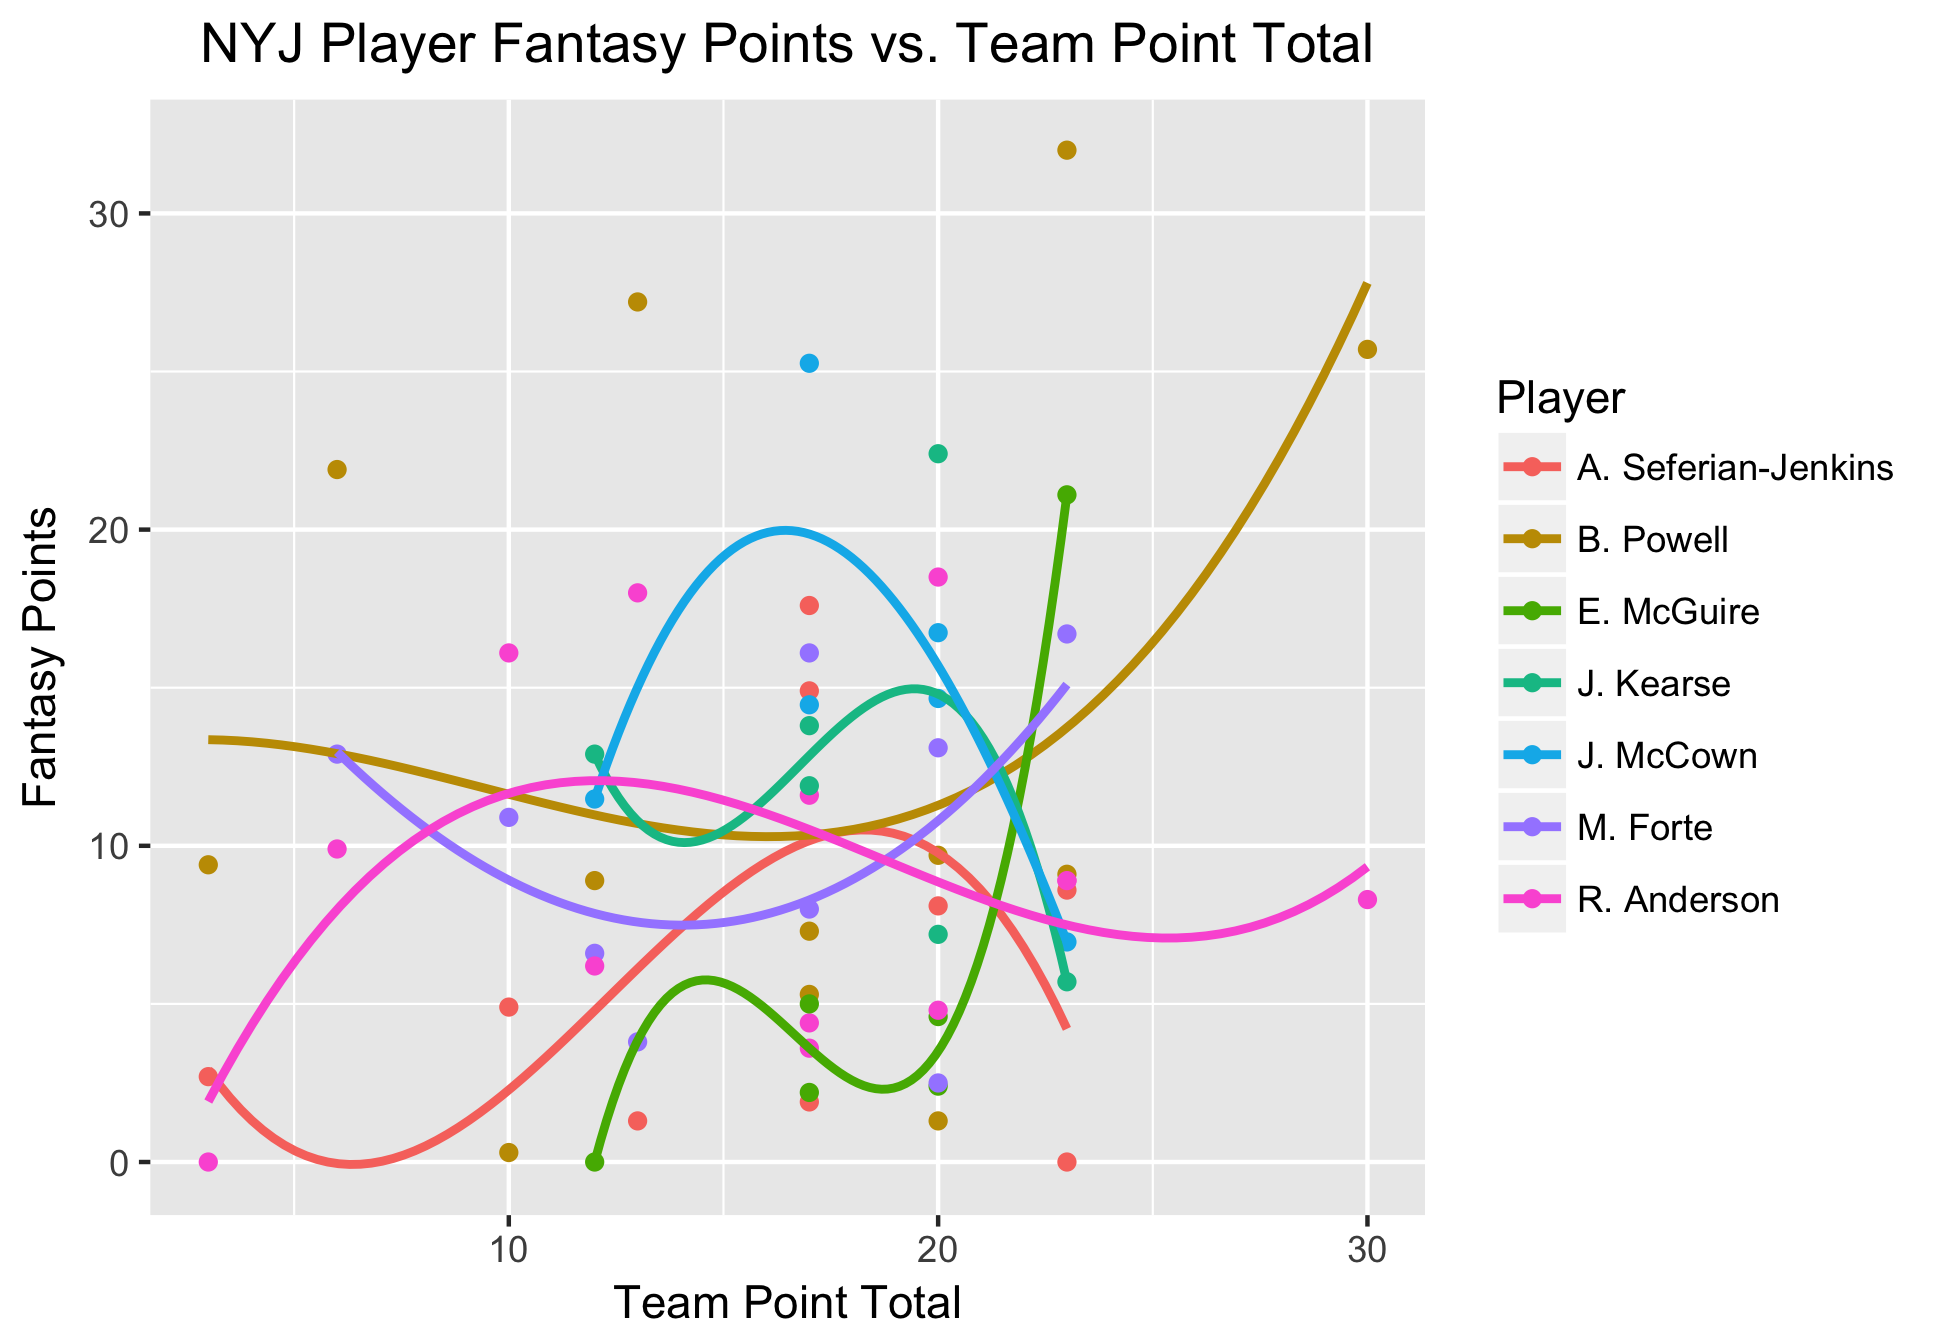 NYJ Player Fantasy Points vs. Team Point Total
30
20
10
0
Fantasy Points
10
20
30
Team Point Total
Player
A. Seferian-Jenkins
B. Powell
E. McGuire
J. Kearse
J. McCown
M. Forte
R. Anderson